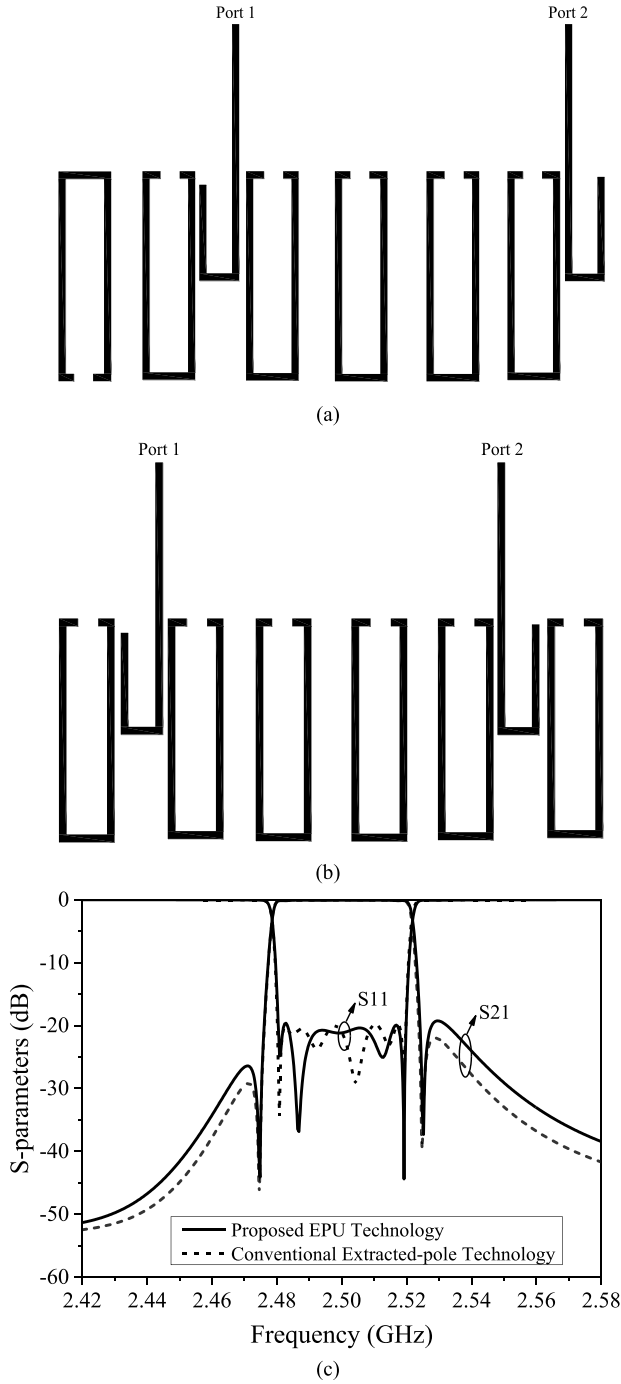 Port 1 Port 2
(a)
Port 1 Port 2
(b)
0
-10
-20
-30
-40
-50
-60
S-parameters (dB)
S11
S21
Proposed EPU Technology
Conventional Extracted-pole Technology
2.42 2.44 2.46 2.48 2.50 2.52 2.54 2.56 2.58
Frequency (GHz)
(c)